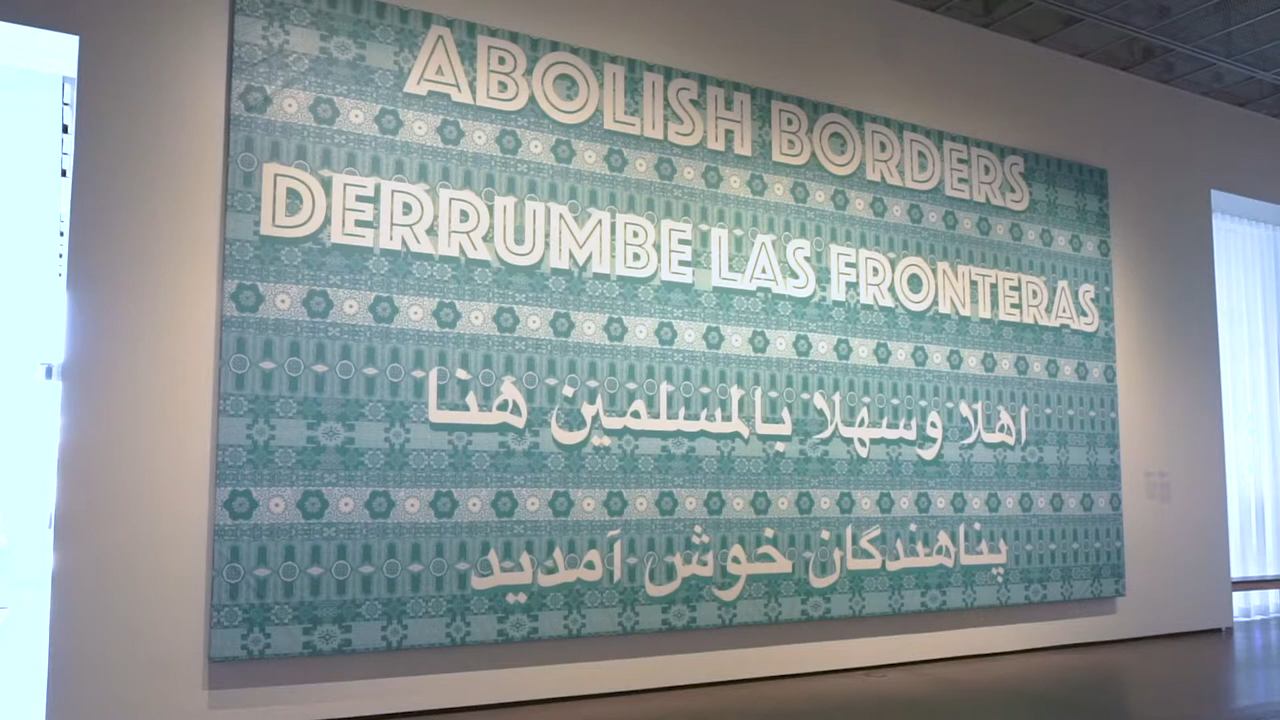 ABOLISH BORDERS
DERRUMBE LAS FRONTERAS
اهلا وسهلا بالمسلمين هنا
پناهندگان خوش آمدید